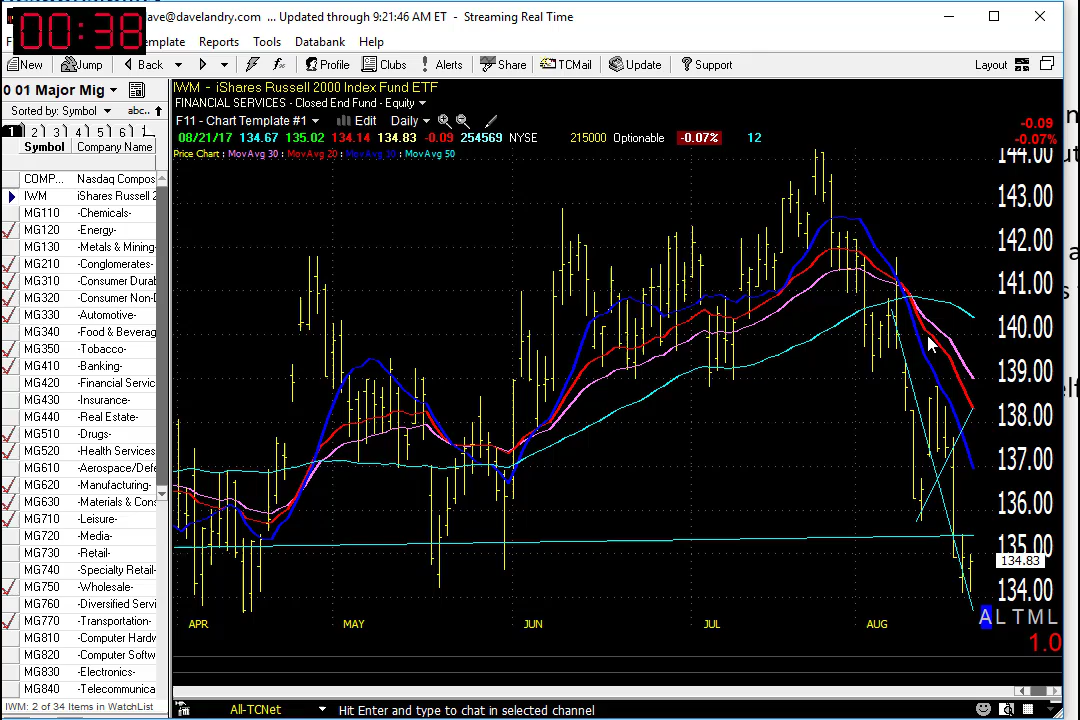 00:38
ave@davelandry.com ... Updated through 9:21:46 AM ET - Streaming Real Time
F emplate Reports Tools Databank Help
New Jump Back Profile Clubs Alerts Share TCMail Update Support Layout
0 01 Major Mig
IWM - iShares Russell 2000 Index Fund ETF
Sorted by: Symbol abc..
FINANCIAL SERVICES - Closed End Fund - Equity
F11 - Chart Template #1 Edit Daily
1 2 3 4 5 6
08/21/17 134.67 135.02 134.14 134.83 -0.09 254569 NYSE 215000 Optionable -0.07% 12
-0.09
-0.07%
Symbol Company Name
Price Chart : MovAvg 30 : MovAvg 20 : MovAvg 10 : MovAvg 50
COMP... Nasdaq Compos
IWM iShares Russell 2
MG110 -Chemicals-
MG120 -Energy-
MG130 -Metals & Mining-
MG210 -Conglomerates-
MG310 -Consumer Dura
MG320 -Consumer Non-
MG330 -Automotive-
MG340 -Food & Beverag
MG350 -Tobacco-
MG410 -Banking-
MG420 -Financial Servic
MG430 -Insurance-
MG440 -Real Estate-
MG510 -Drugs-
MG520 -Health Services
MG610 -Aerospace/Defe
MG620 -Manufacturing-
MG630 -Materials & Cons
MG710 -Leisure-
MG720 -Media-
MG730 -Retail-
MG740 -Specialty Retail-
MG750 -Wholesale-
MG760 -Diversified Servi
MG770 -Transportation-
MG810 -Computer Hardw
MG820 -Computer Softw
MG830 -Electronics-
MG840 -Telecommunica
144.00
143.00
142.00
141.00
140.00
139.00
138.00
137.00
136.00
135.00
134.83
134.00
APR MAY JUN JUL AUG
A L T M L
1.0
IWM: 2 of 34 Items in WatchList
All-TCNet Hit Enter and type to chat in selected channel